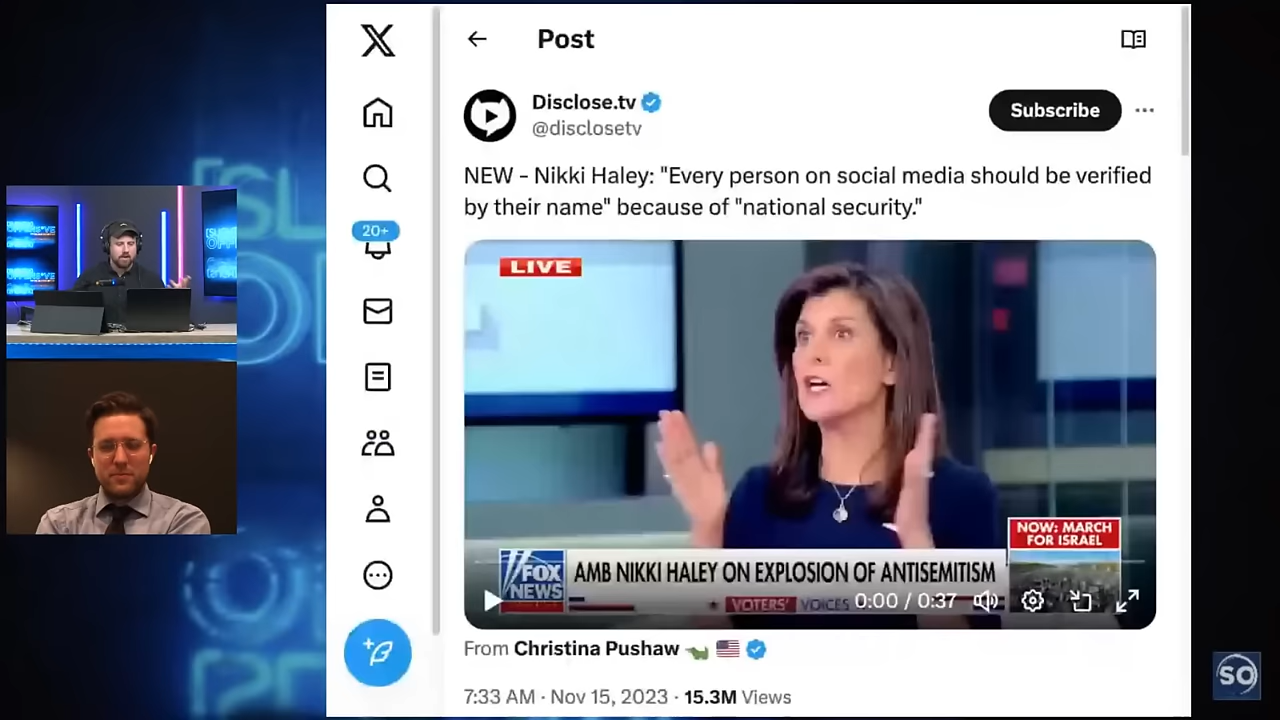 Post
Disclose.tv
@disclosetv
Subscribe
NEW - Nikki Haley: "Every person on social media should be verified
by their name" because of "national security."
20+
LIVE
NOW: MARCH
FOR ISRAEL
FOX
NEWS
AMB NIKKI HALEY ON EXPLOSION OF ANTISEMITISM
VOTERS' VOICES
0:00 / 0:37
From Christina Pushaw
7:33 AM · Nov 15, 2023 · 15.3M Views
SO